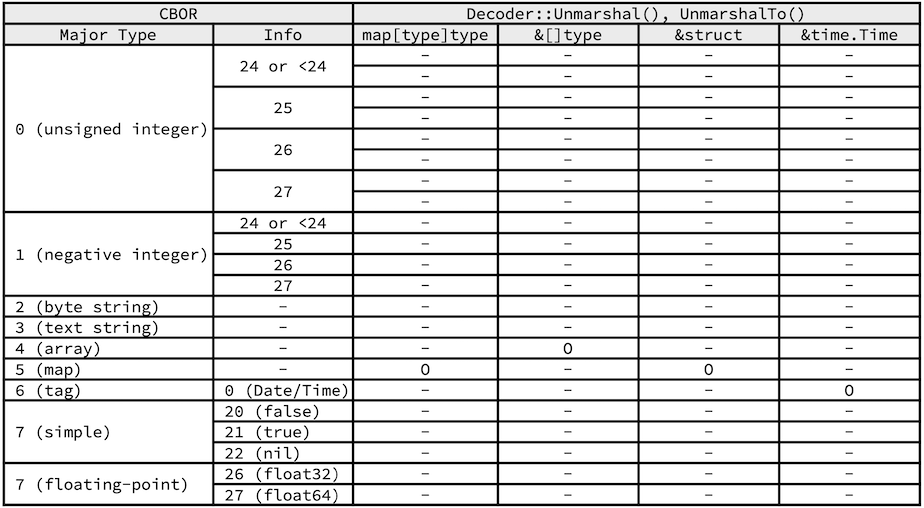 CBOR Decoder::Unmarshal(), UnmarshalTo()
Major Type Info map[type]type &[]type &struct &time.Time
0 (unsigned integer) 24 or <24 - - - -
- - - -
25 - - - -
- - - -
26 - - - -
- - - -
27 - - - -
- - - -
1 (negative integer) 24 or <24 - - - -
25 - - - -
26 - - - -
27 - - - -
2 (byte string) - - - - -
3 (text string) - - - - -
4 (array) - - O - -
5 (map) - O - O -
6 (tag) 0 (Date/Time) - - - O
7 (simple) 20 (false) - - - -
21 (true) - - - -
22 (nil) - - - -
7 (floating-point) 26 (float32) - - - -
27 (float64) - - - -